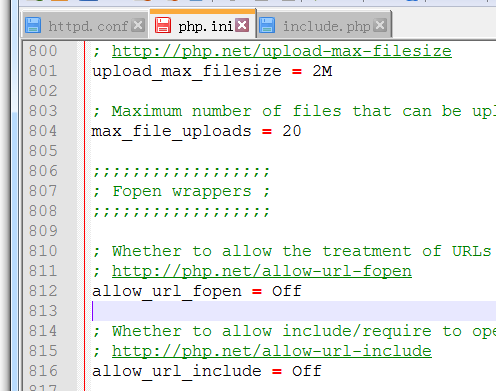 httpd.conf php.ini include.php
800 ; http://php.net/upload-max-filesize
801 upload_max_filesize = 2M
802
803 ; Maximum number of files that can be upl
804 max_file_uploads = 20
805
806 ;;;;;;;;;;;;;;;;;;
807 ; Fopen wrappers ;
808 ;;;;;;;;;;;;;;;;;;
809
810 ; Whether to allow the treatment of URLs
811 ; http://php.net/allow-url-fopen
812 allow_url_fopen = Off
813
814 ; Whether to allow include/require to ope
815 ; http://php.net/allow-url-include
816 allow_url_include = Off
817